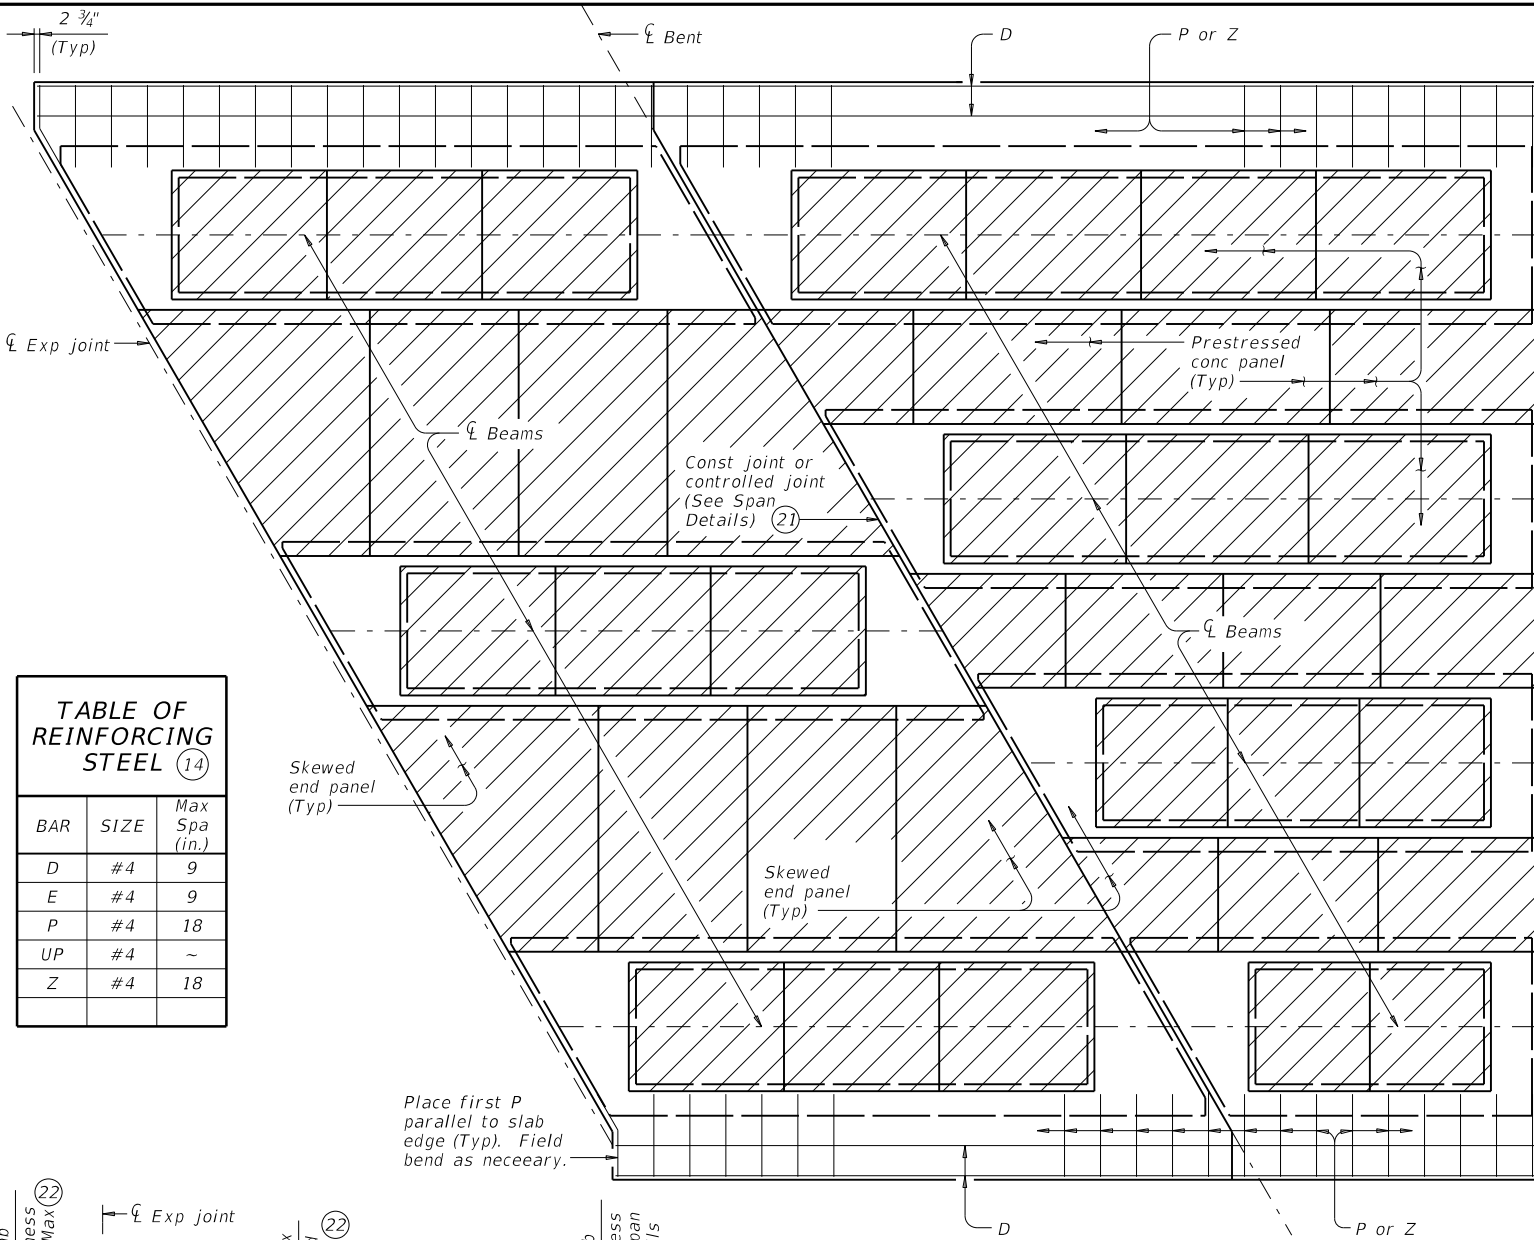 2 ¾"
(Typ)
℄ Bent
D
P or Z
℄ Exp joint
℄ Beams
Prestressed
conc panel
(Typ)
Const joint or
controlled joint
(See Span
Details) 21
℄ Beams
TABLE OF
REINFORCING
STEEL 14
BAR SIZE Max Spa (in.)
D #4 9
E #4 9
P #4 18
UP #4 ~
Z #4 18
Skewed
end panel
(Typ)
Skewed
end panel
(Typ)
Place first P
parallel to slab
edge (Typ). Field
bend as neceeary.
22
Max
℄ Exp joint
22
D
P or Z